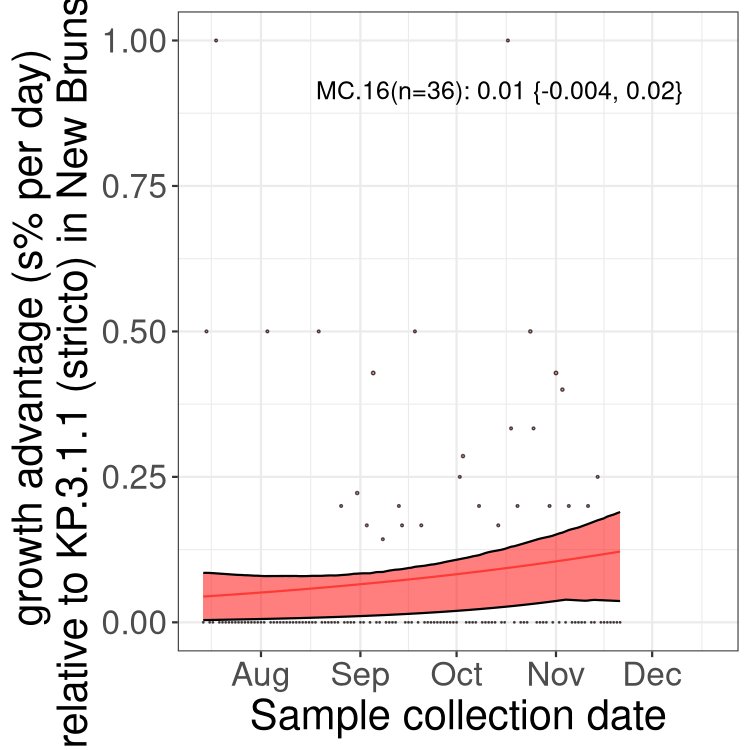 growth advantage (s% per day)
relative to KP.3.1.1 (stricto) in New Bruns
1.00
0.75
0.50
0.25
0.00
MC.16(n=36): 0.01 {-0.004, 0.02}
Aug Sep Oct Nov Dec
Sample collection date